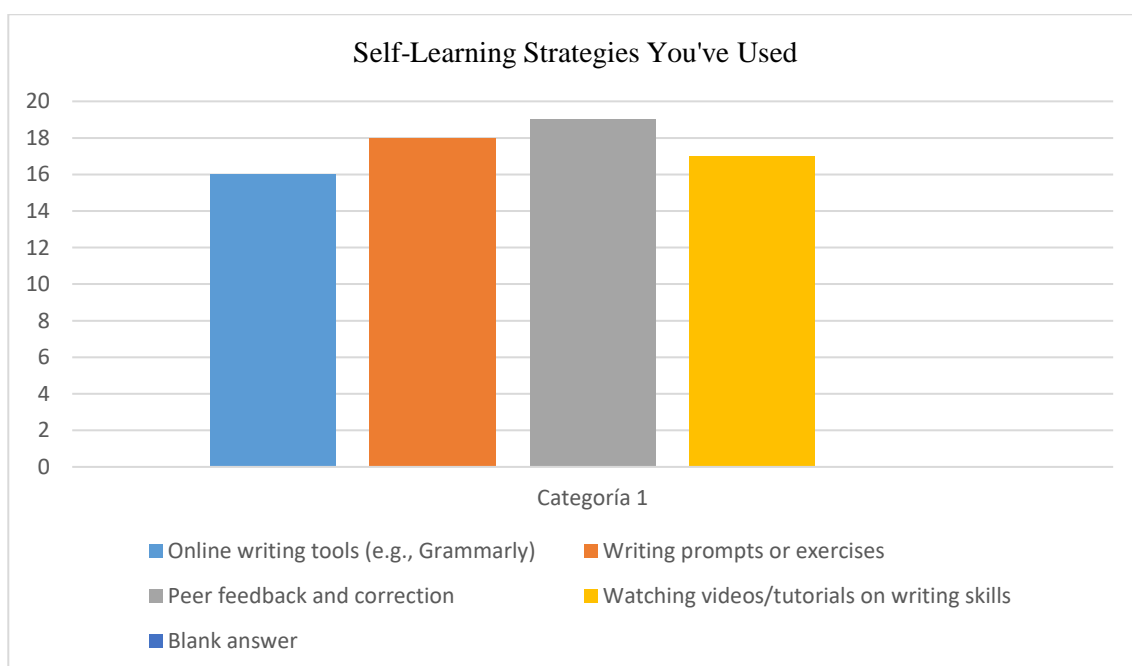 Self-Learning Strategies You've Used
20
18
16
14
12
10
8
6
4
2
0
Categoría 1
Online writing tools (e.g., Grammarly)
Writing prompts or exercises
Peer feedback and correction
Watching videos/tutorials on writing skills
Blank answer